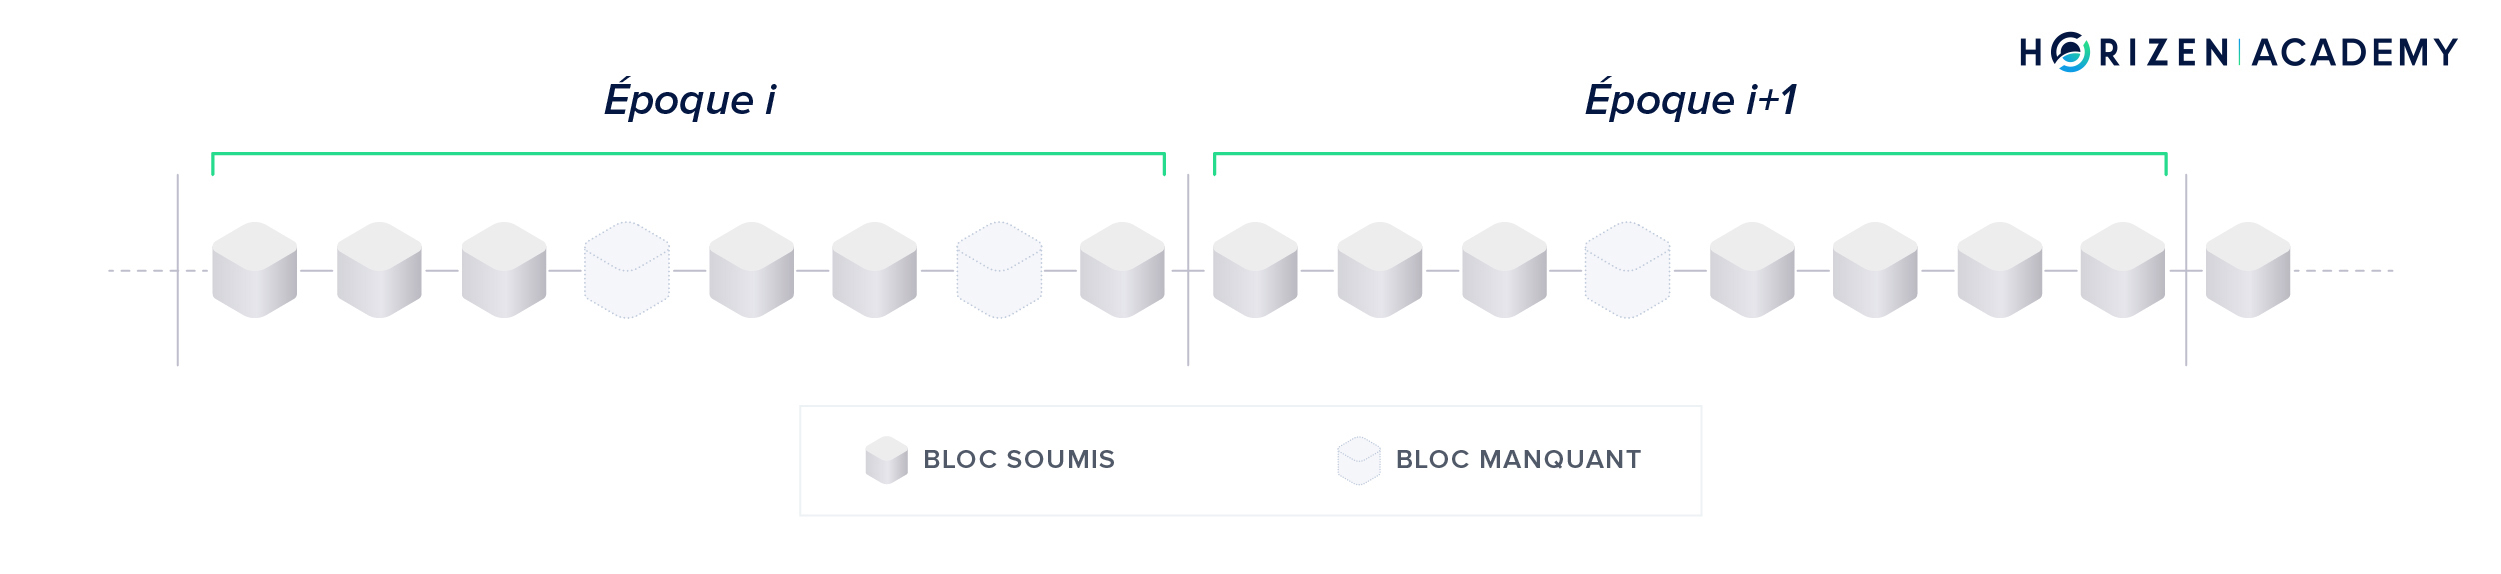 HORIZEN ACADEMY
Époque i
Époque i+1
BLOC SOUMIS
BLOC MANQUANT